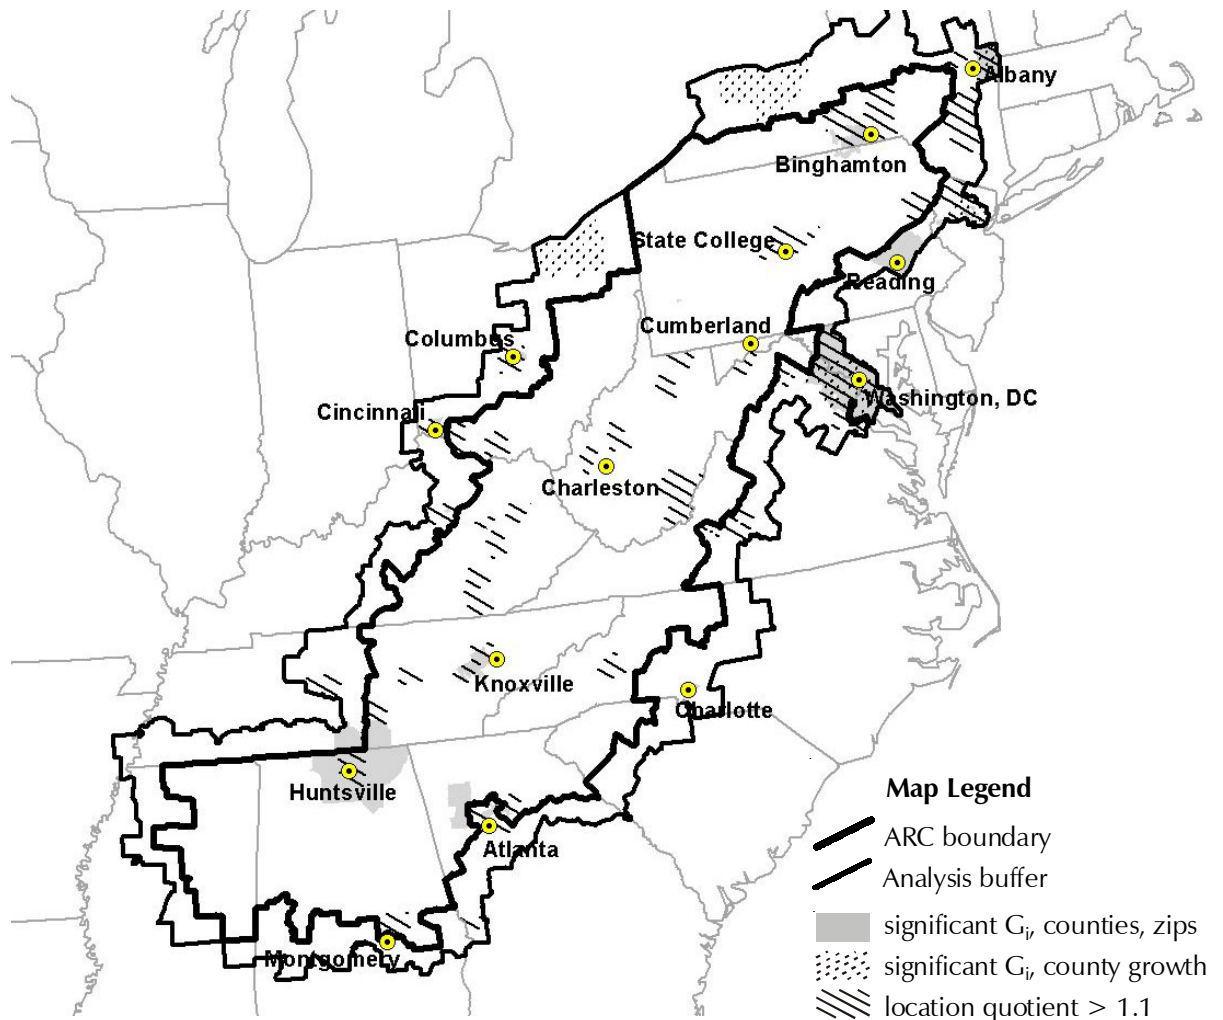 Albany
Binghamton
State College
Reading
Cumberland
Columbus
Washington, DC
Cincinnati
Charleston
Knoxville
Charlotte
Huntsville
Atlanta
Montgomery
Map Legend
ARC boundary
Analysis buffer
significant Gi, counties, zips
significant Gi, county growth
location quotient > 1.1